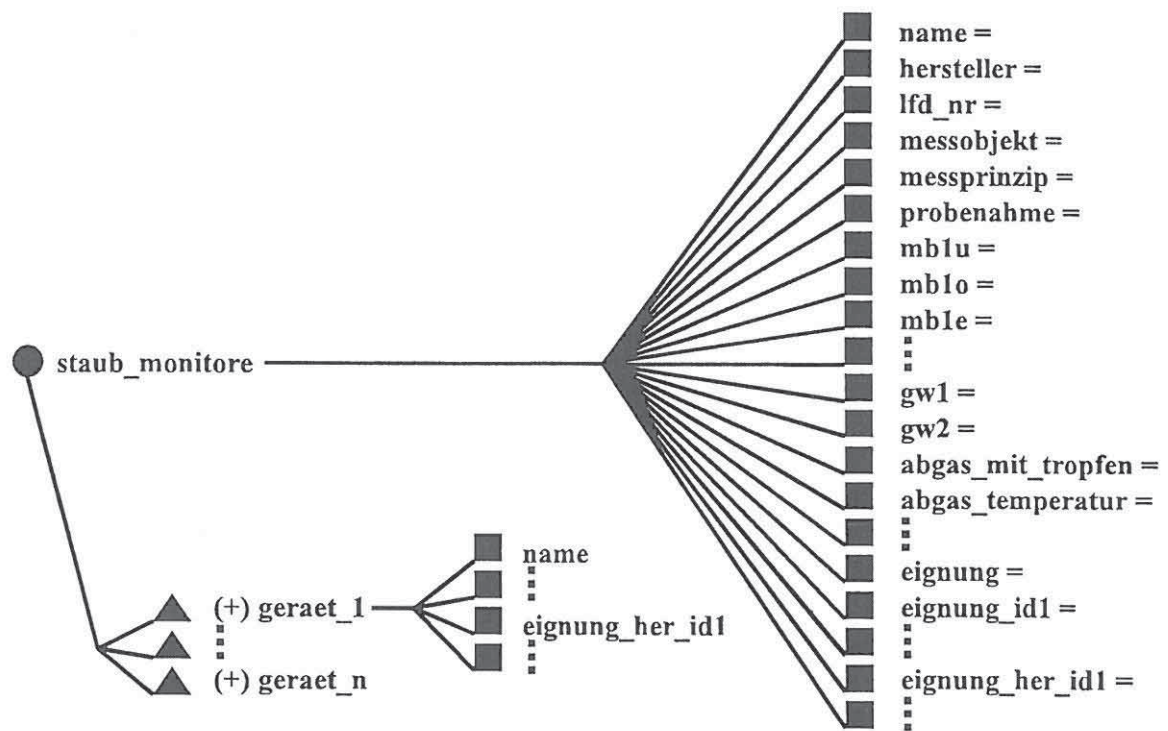 name =
hersteller =
lfd_nr =
messobjekt =
messprinzip =
probenahme =
mb1u =
mb1o =
mb1e =
staub_monitore
gw1 =
gw2 =
abgas_mit_tropfen =
abgas_temperatur =
eignung =
eignung_id1 =
eignung_her_id1 =
name
(+) geraet_1
eignung_her_id1
(+) geraet_n